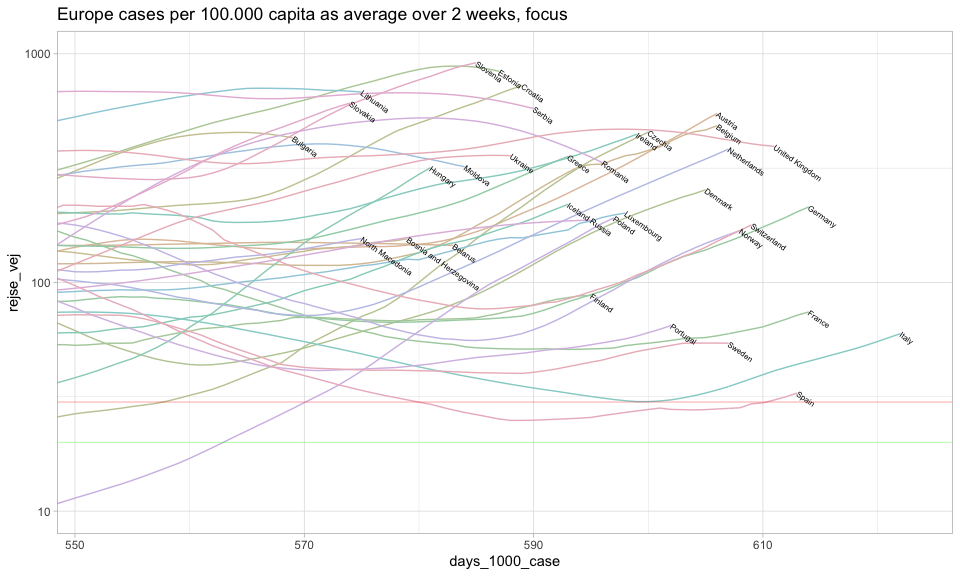 Europe cases per 100.000 capita as average over 2 weeks, focus
1000
Slovenia
Estonia
Croatia
Lithuania
Slovakia
Serbia
Austria
Belgium
Bulgaria
Czechia
Ireland
United Kingdom
Netherlands
Ukraine
Greece
Romania
Hungary
Moldova
Denmark
Iceland
Russia
Luxembourg
Poland
Germany
Switzerland
Norway
North Macedonia
Bosnia and Herzegovina
Belarus
100
Finland
France
Portugal
Sweden
Italy
Spain
10
rejse_vej
550
570
590
610
days_1000_case